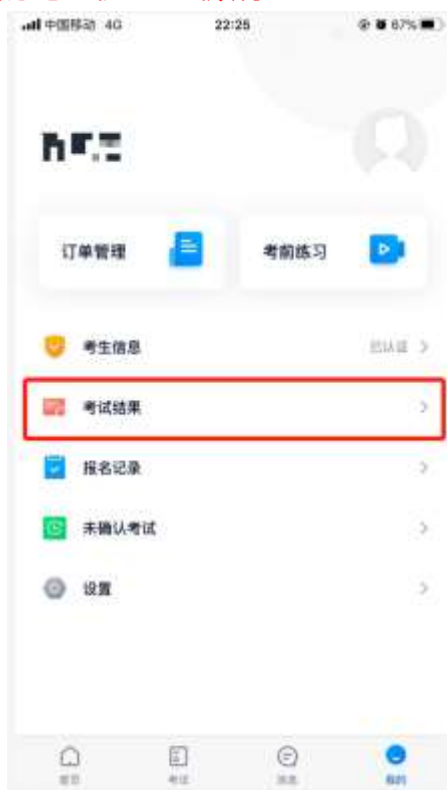 中国移动 4G 22:25 67%
订单管理 考前练习
考生信息 已认证
考试结果
报名记录
未确认考试
设置
首页 考试 消息 我的